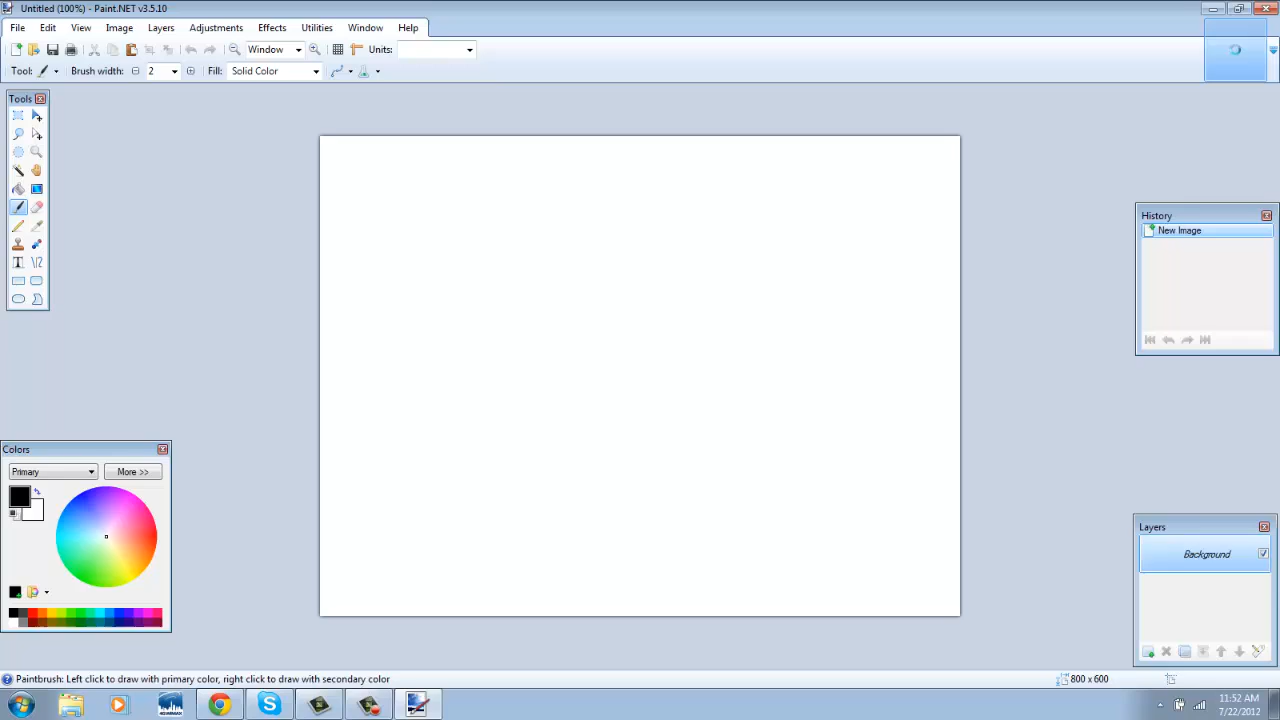 Untitled (100%) - Paint.NET v3.5.10
File Edit View Image Layers Adjustments Effects Utilities Window Help
Window Units:
Tool: Brush width: 2 Fill: Solid Color
Tools
History
New Image
Colors
Primary More >>
Layers
Background
Paintbrush: Left click to draw with primary color, right click to draw with secondary color
800 x 600
11:52 AM
7/22/2012